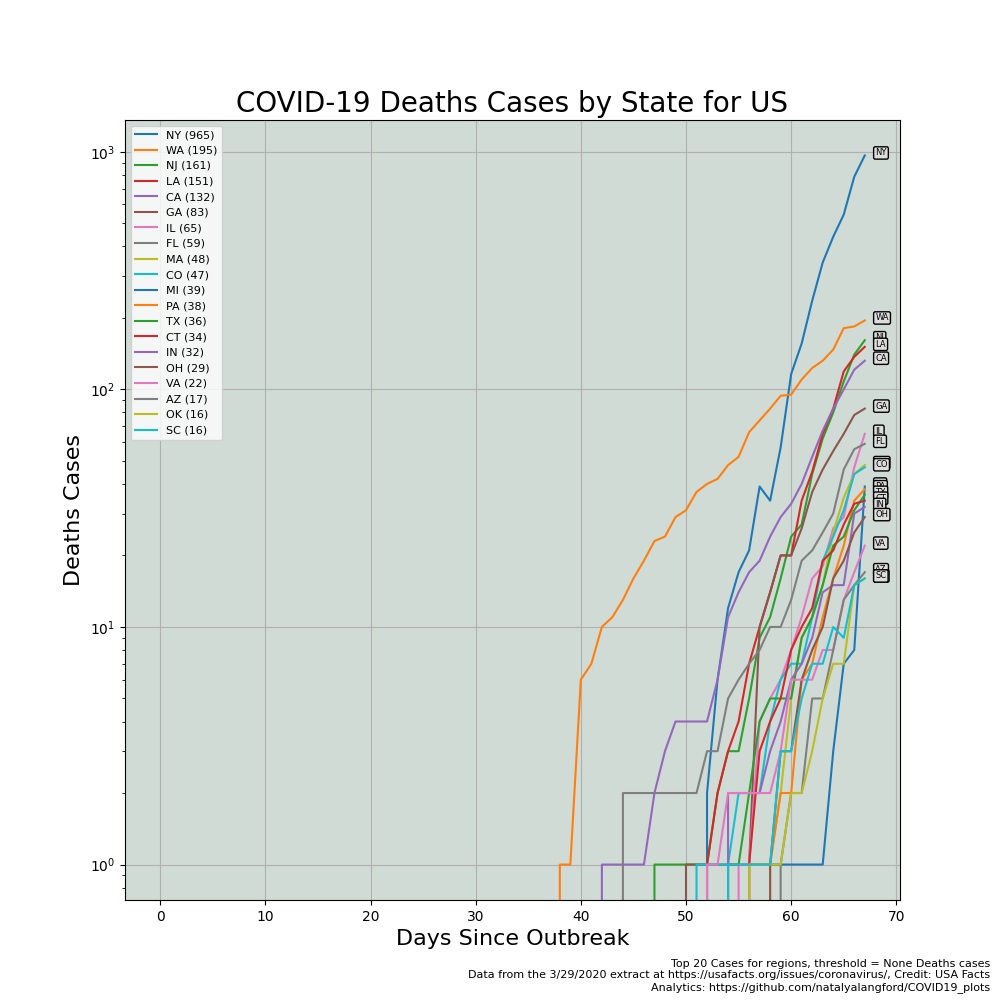 COVID-19 Deaths Cases by State for US
10³
10²
10¹
10⁰
Deaths Cases
NY (965)
WA (195)
NJ (161)
LA (151)
CA (132)
GA (83)
IL (65)
FL (59)
MA (48)
CO (47)
MI (39)
PA (38)
TX (36)
CT (34)
IN (32)
OH (29)
VA (22)
AZ (17)
OK (16)
SC (16)
NY
WA
NJ
LA
CA
GA
IL
FL
CO
IN
OH
VA
AZ
SC
0 10 20 30 40 50 60 70
Days Since Outbreak
Top 20 Cases for regions, threshold = None Deaths cases
Data from the 3/29/2020 extract at https://usafacts.org/issues/coronavirus/, Credit: USA Facts
Analytics: https://github.com/natalyalangford/COVID19_plots